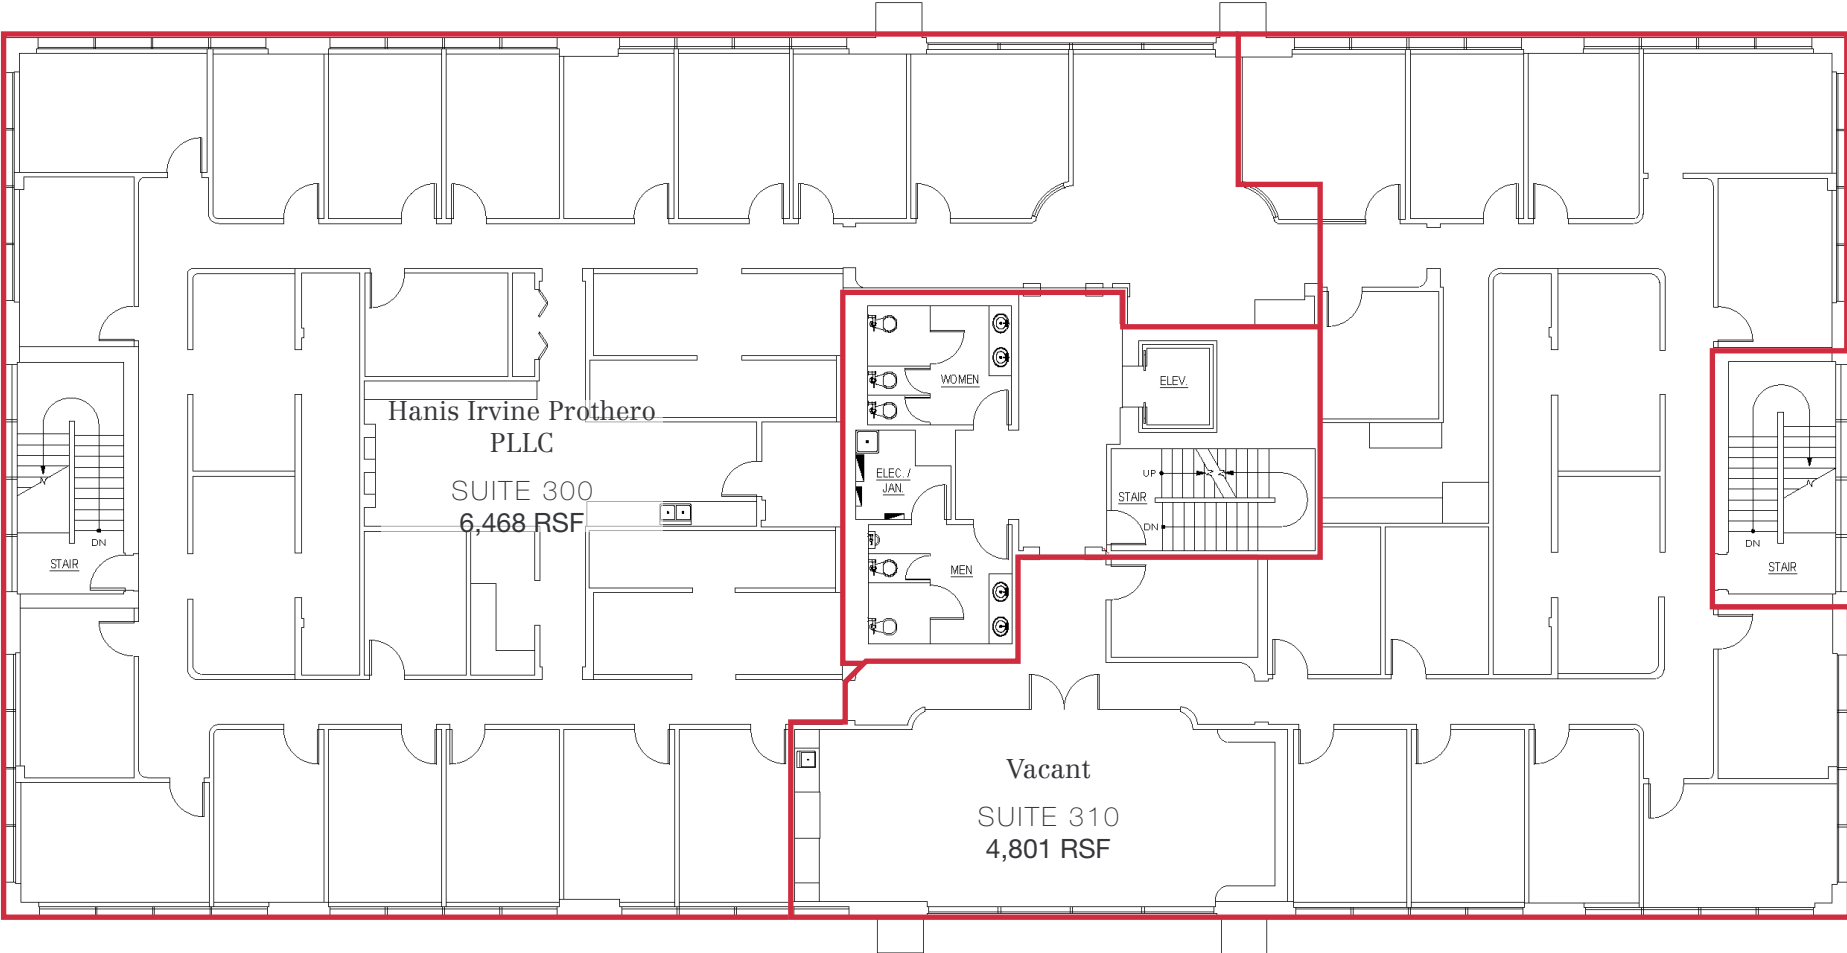 WOMEN
ELEV.
Hanis Irvine Prothero
PLLC
SUITE 300
6,468 RSF
ELEC. /
JAN.
UP
STAIR
DN
DN
STAIR
MEN
DN
STAIR
Vacant
SUITE 310
4,801 RSF